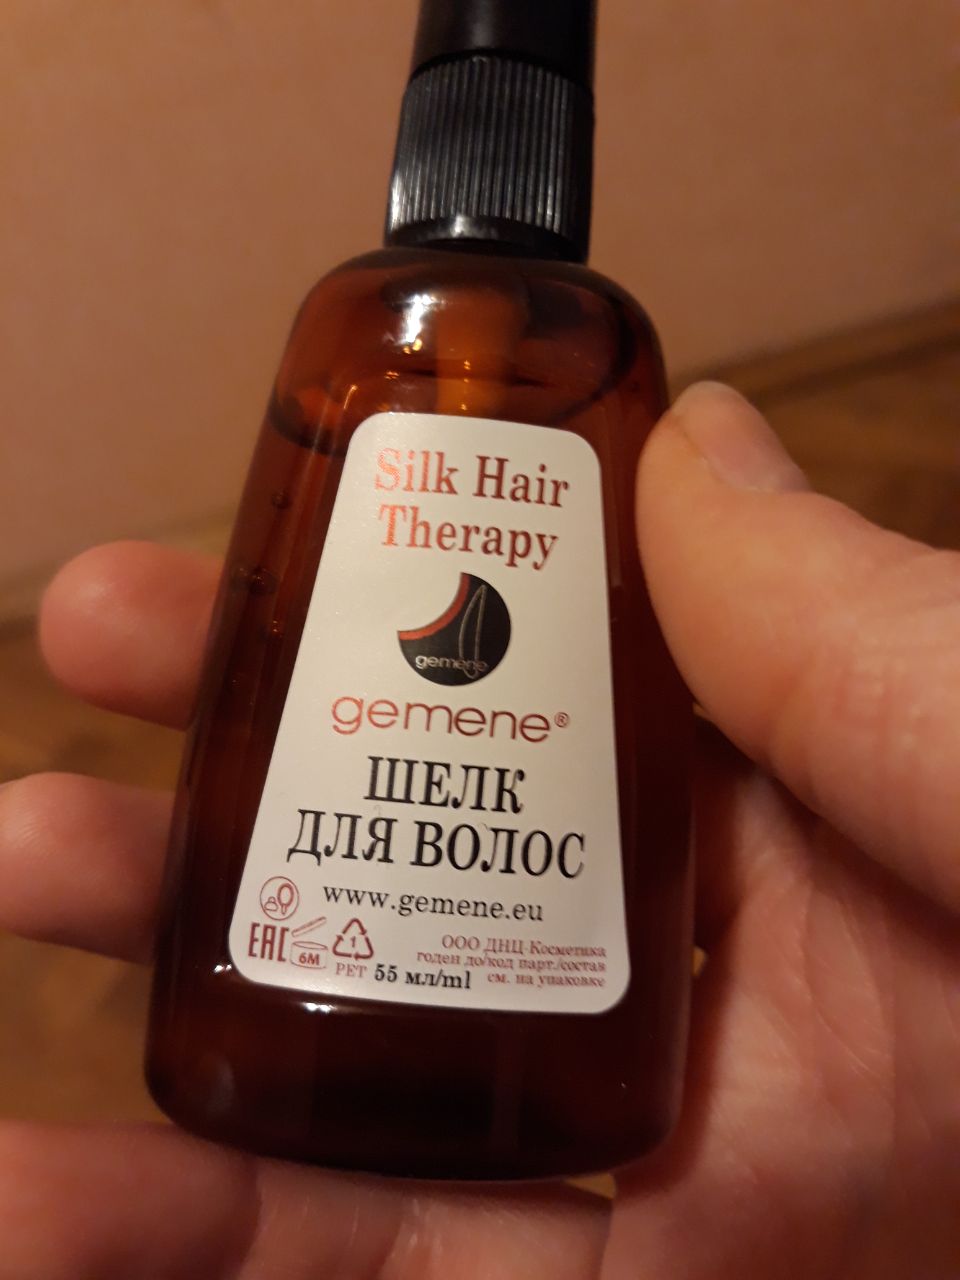 Silk Hair
Therapy
gemene
gemene®
ШЕЛК
ДЛЯ ВОЛОС
www.gemene.eu
EAC
6M
1
PET
55 мл/ml
ООО ДНЦ-Косметика
годен до/код парт./состав
см. на упаковке